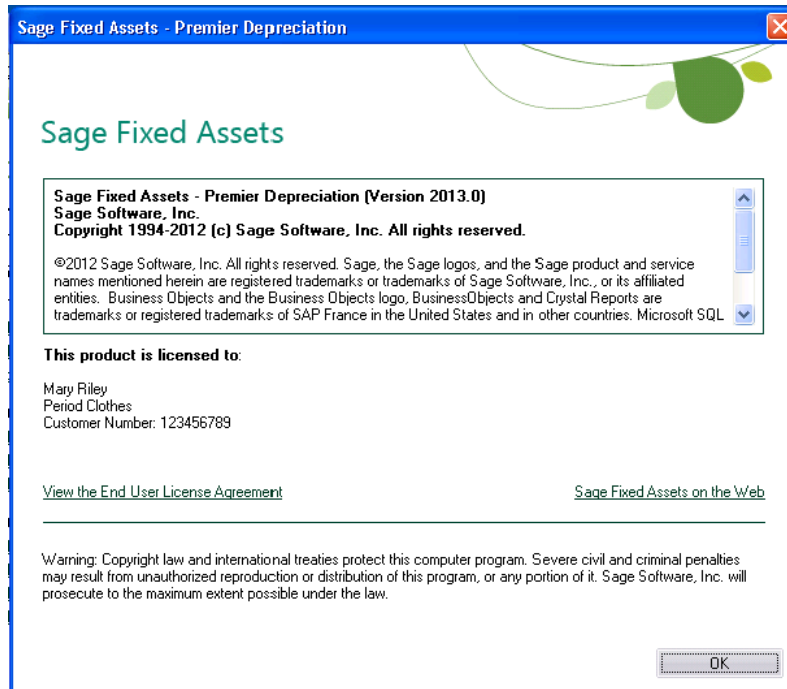 Sage Fixed Assets - Premier Depreciation
Sage Fixed Assets
Sage Fixed Assets - Premier Depreciation (Version 2013.0)
Sage Software, Inc.
Copyright 1994-2012 (c) Sage Software, Inc. All rights reserved.
©2012 Sage Software, Inc. All rights reserved. Sage, the Sage logos, and the Sage product and service
names mentioned herein are registered trademarks or trademarks of Sage Software, Inc., or its affiliated
entities. Business Objects and the Business Objects logo, BusinessObjects and Crystal Reports are
trademarks or registered trademarks of SAP France in the United States and in other countries. Microsoft SQL
This product is licensed to:
Mary Riley
Period Clothes
Customer Number: 123456789
View the End User License Agreement
Sage Fixed Assets on the Web
Warning: Copyright law and international treaties protect this computer program. Severe civil and criminal penalties
may result from unauthorized reproduction or distribution of this program, or any portion of it. Sage Software, Inc. will
prosecute to the maximum extent possible under the law.
OK